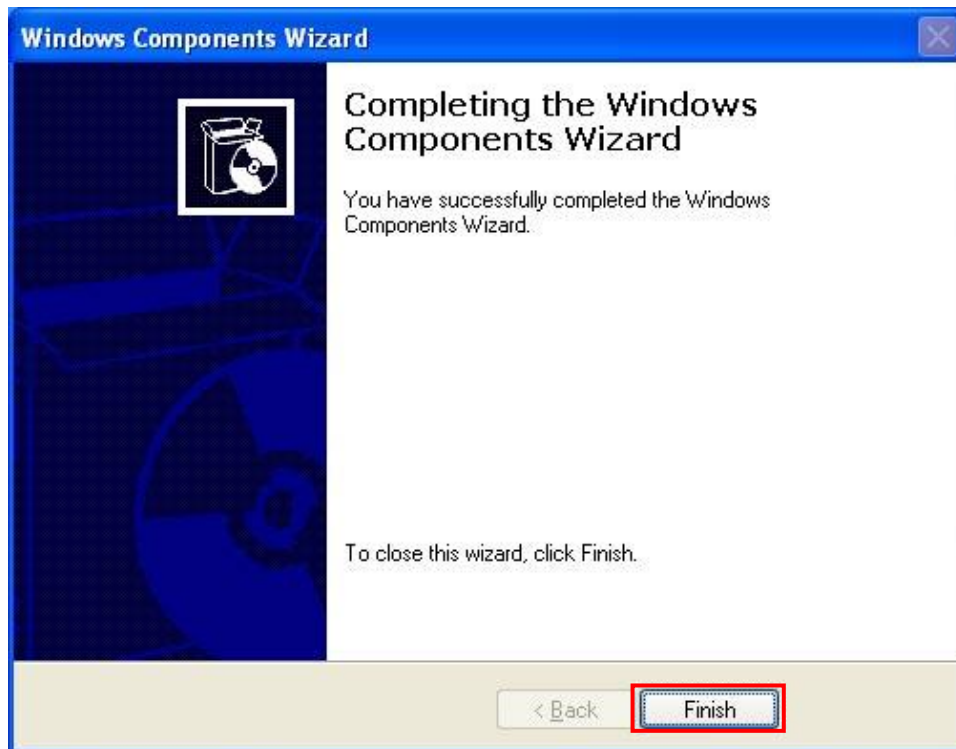 Windows Components Wizard
Completing the Windows
Components Wizard
You have successfully completed the Windows
Components Wizard.
To close this wizard, click Finish.
< Back
Finish